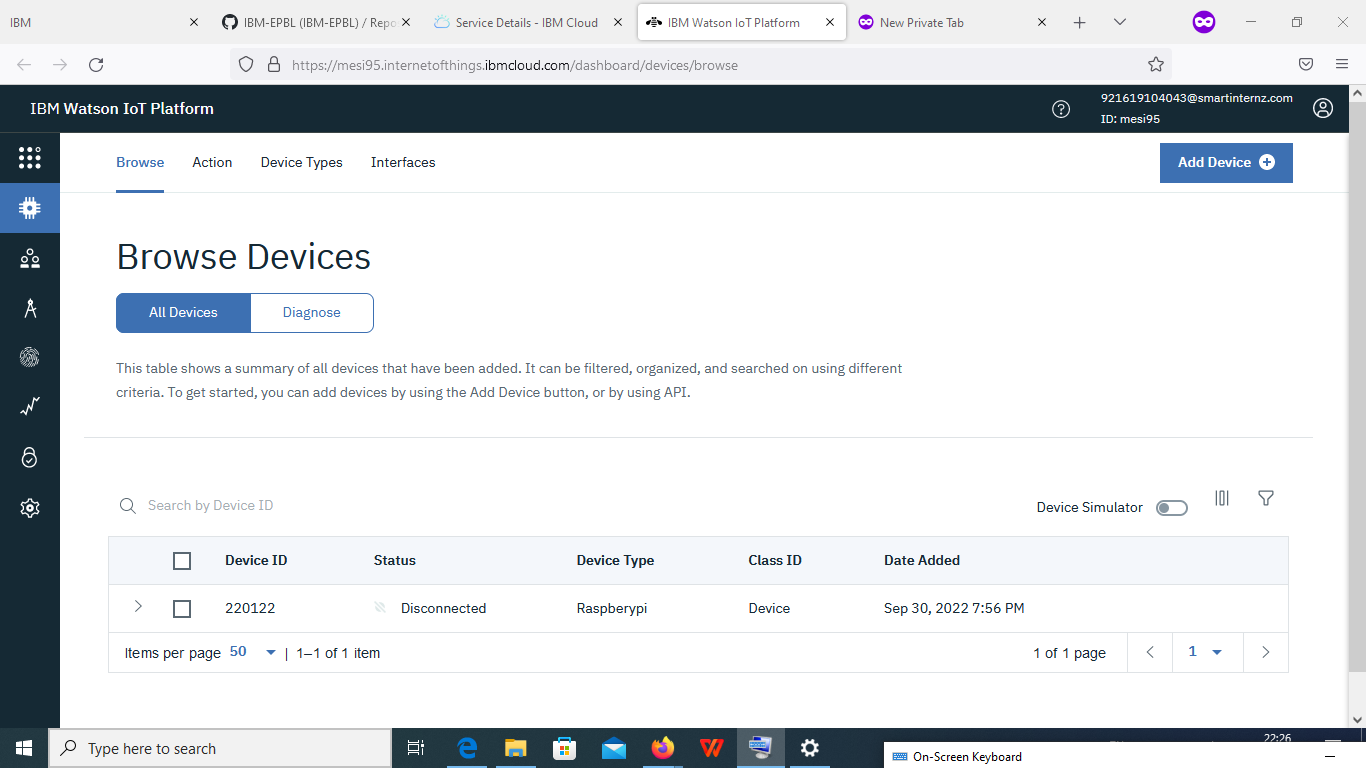 IBM
IBM-EPBL (IBM-EPBL) / Repo
Service Details - IBM Cloud
IBM Watson IoT Platform
New Private Tab
https://mesi95.internetofthings.ibmcloud.com/dashboard/devices/browse
IBM Watson IoT Platform
921619104043@smartinternz.com
ID: mesi95
Browse
Action
Device Types
Interfaces
Add Device
Browse Devices
All Devices
Diagnose
This table shows a summary of all devices that have been added. It can be filtered, organized, and searched on using different
criteria. To get started, you can add devices by using the Add Device button, or by using API.
Search by Device ID
Device Simulator
Device ID Status Device Type Class ID Date Added
220122 Disconnected Raspberypi Device Sep 30, 2022 7:56 PM
Items per page 50 | 1–1 of 1 item
1 of 1 page
1
Type here to search
22:26
On-Screen Keyboard